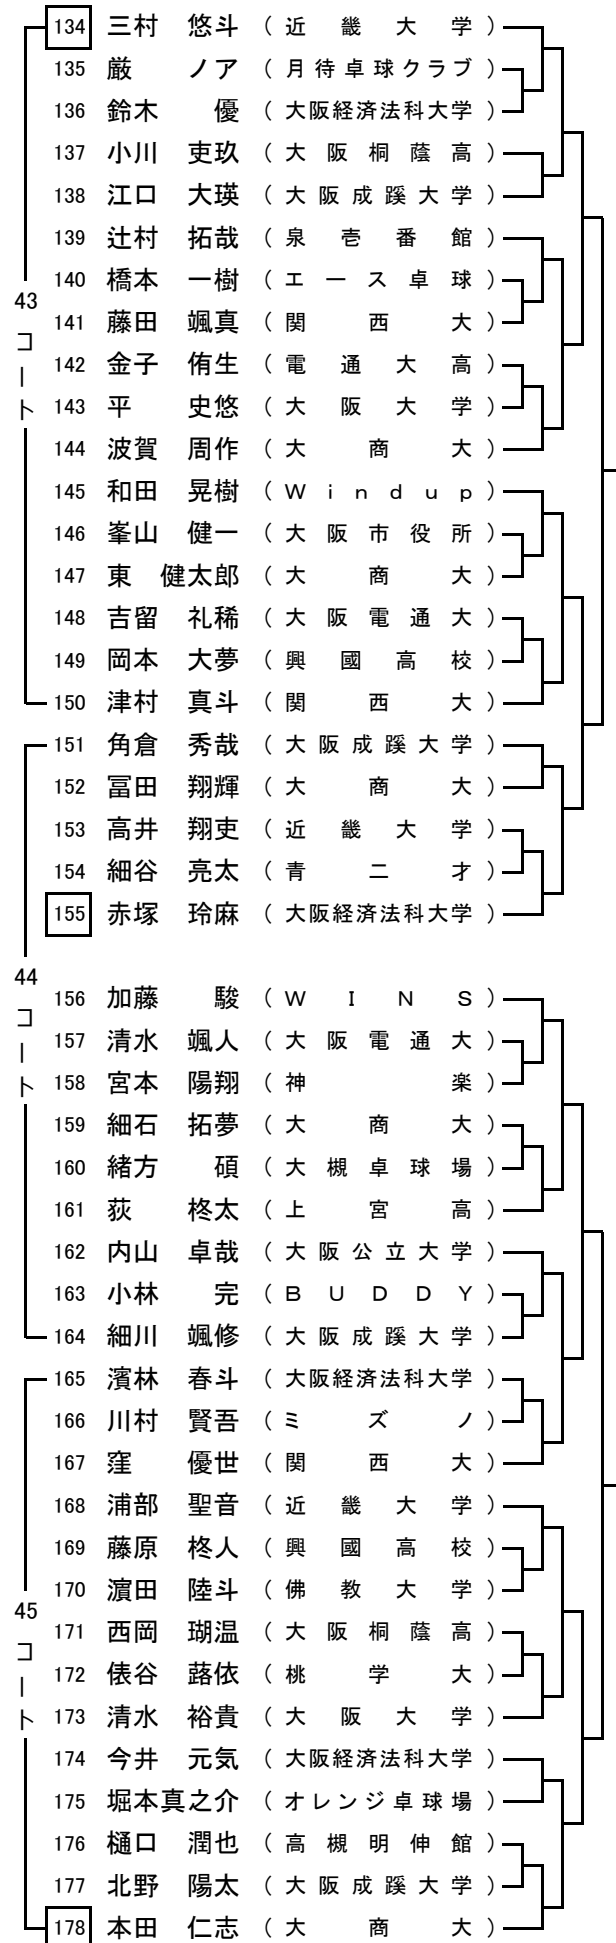 134 三村 悠斗 (近畿大学)
135 厳 ノア (月待卓球クラブ)
136 鈴木 優 (大阪経済法科大学)
137 小川 吏玖 (大阪桐蔭高)
138 江口 大瑛 (大阪成蹊大学)
139 辻村 拓哉 (泉壱番館)
140 橋本 一樹 (エース卓球)
141 藤田 颯真 (関西大)
142 金子 侑生 (電通大高)
143 平 史悠 (大阪大学)
144 波賀 周作 (大商大)
145 和田 晃樹 (Windup)
146 峯山 健一 (大阪市役所)
147 東 健太郎 (大商大)
148 吉留 礼稀 (大阪電通大)
149 岡本 大夢 (興國高校)
150 津村 真斗 (関西大)
43コート
151 角倉 秀哉 (大阪成蹊大学)
152 冨田 翔輝 (大商大)
153 高井 翔吏 (近畿大学)
154 細谷 亮太 (青二才)
155 赤塚 玲麻 (大阪経済法科大学)
156 加藤 駿 (WINS)
157 清水 颯人 (大阪電通大)
158 宮本 陽翔 (神楽)
159 細石 拓夢 (大商大)
160 緒方 碩 (大槻卓球場)
161 荻 柊太 (上宮高)
162 内山 卓哉 (大阪公立大学)
163 小林 完 (BUDDY)
164 細川 颯修 (大阪成蹊大学)
44コート
165 濱林 春斗 (大阪経済法科大学)
166 川村 賢吾 (ミズノ)
167 窪 優世 (関西大)
168 浦部 聖音 (近畿大学)
169 藤原 柊人 (興國高校)
170 濵田 陸斗 (佛教大学)
171 西岡 瑚温 (大阪桐蔭高)
172 俵谷 蕗依 (桃学大)
173 清水 裕貴 (大阪大学)
174 今井 元気 (大阪経済法科大学)
175 堀本真之介 (オレンジ卓球場)
176 樋口 潤也 (高槻明伸館)
177 北野 陽太 (大阪成蹊大学)
178 本田 仁志 (大商大)
45コート